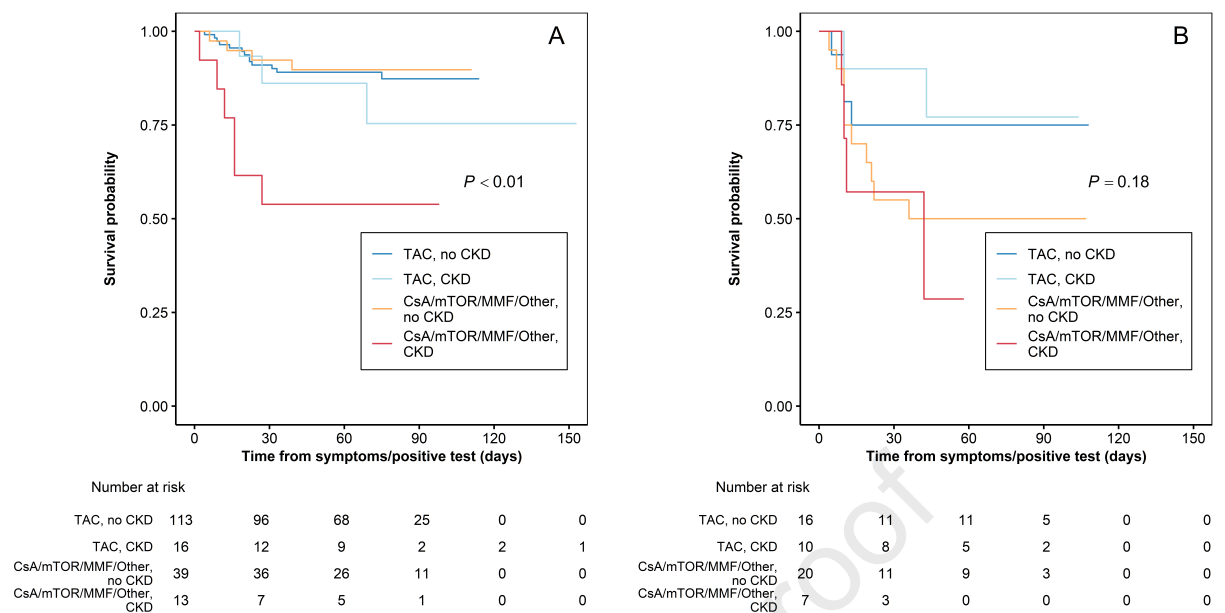 A
1.00
0.75
0.50
0.25
0.00
Survival probability
P < 0.01
TAC, no CKD
TAC, CKD
CsA/mTOR/MMF/Other,
no CKD
CsA/mTOR/MMF/Other,
CKD
0 30 60 90 120 150
Time from symptoms/positive test (days)
Number at risk
TAC, no CKD 113 96 68 25 0 0
TAC, CKD 16 12 9 2 2 1
CsA/mTOR/MMF/Other,
no CKD 39 36 26 11 0 0
CsA/mTOR/MMF/Other,
CKD 13 7 5 1 0 0
B
1.00
0.75
0.50
0.25
0.00
Survival probability
P = 0.18
TAC, no CKD
TAC, CKD
CsA/mTOR/MMF/Other,
no CKD
CsA/mTOR/MMF/Other,
CKD
0 30 60 90 120 150
Time from symptoms/positive test (days)
Number at risk
TAC, no CKD 16 11 11 5 0 0
TAC, CKD 10 8 5 2 0 0
CsA/mTOR/MMF/Other,
no CKD 20 11 9 3 0 0
CsA/mTOR/MMF/Other,
CKD 7 3 0 0 0 0
roof